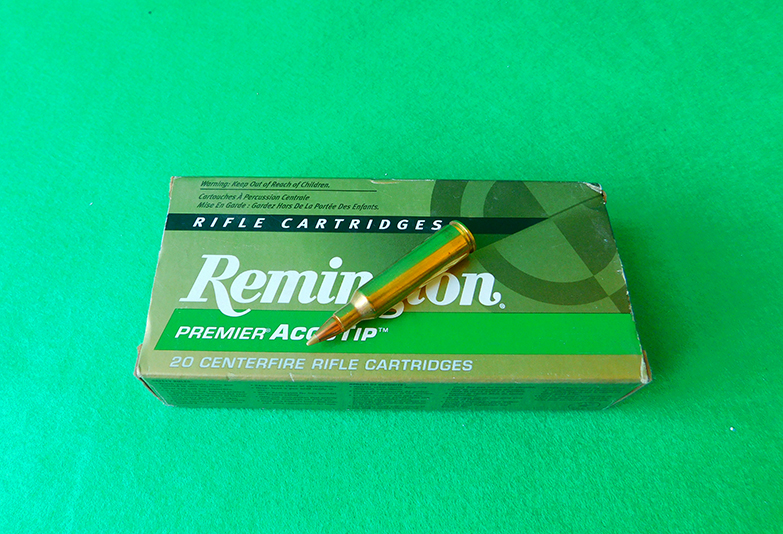 Warning: Keep Out of Reach of Children.
Cartouches À Percussion Centrale
Mise En Garde : Gardez Hors De La Portée Des Enfants.
RIFLE CARTRIDGES
Remington®
PREMIER® ACCUTIP™
20 CENTERFIRE RIFLE CARTRIDGES